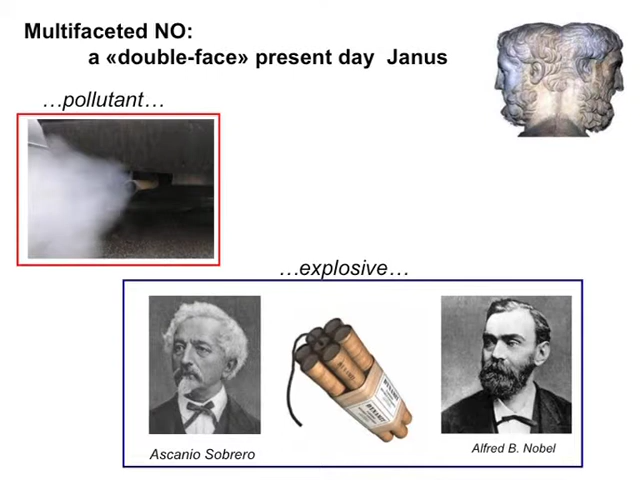 Multifaceted NO:
a «double-face» present day Janus
…pollutant…
…explosive…
Ascanio Sobrero
Alfred B. Nobel